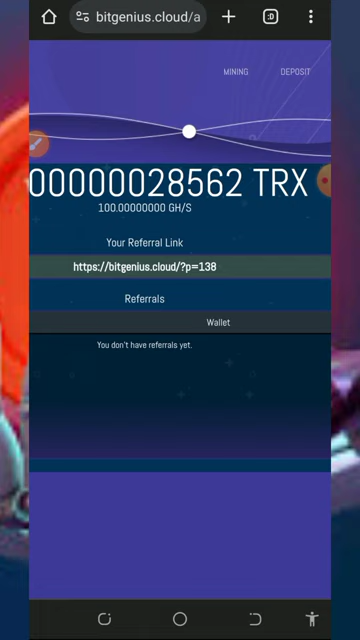 bitgenius.cloud/a
:D
MINING
DEPOSIT
00000028562 TRX
100.00000000 GH/S
Your Referral Link
https://bitgenius.cloud/?p=138
Referrals
Wallet
You don't have referrals yet.